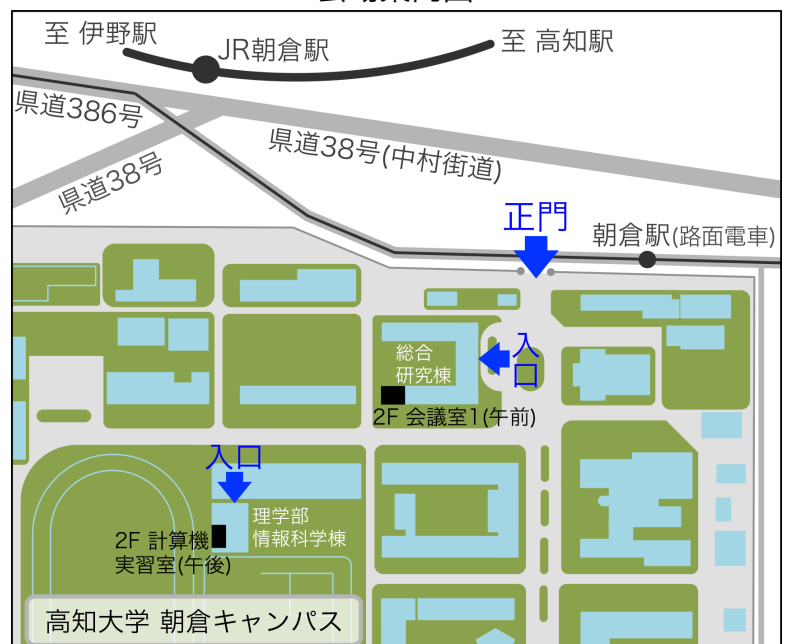 至 伊野駅
JR朝倉駅
至 高知駅
県道386号
県道38号
県道38号(中村街道)
正門
朝倉駅(路面電車)
総合
研究棟
入
口
2F 会議室1(午前)
入口
理学部
情報科学棟
2F 計算機
実習室(午後)
高知大学 朝倉キャンパス